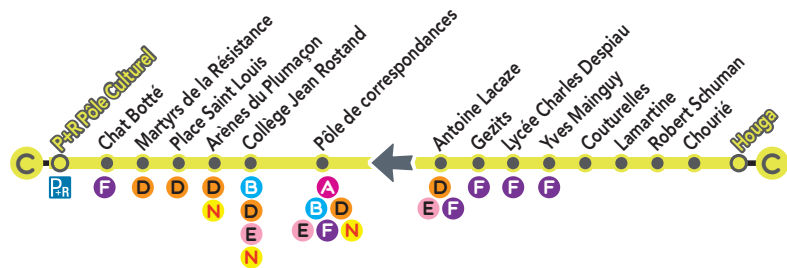 C
P+R Pôle Culturel
Chat Botté
Martyrs de la Résistance
Place Saint Louis
Arènes du Plumaçon
Collège Jean Rostand
Pôle de correspondances
Antoine Lacaze
Gezits
Lycée Charles Despiau
Yves Mainguy
Couturelles
Lamartine
Robert Schuman
Chourié
Houga
C
P+R
F
D
D
D
N
B
D
E
N
A
B D
E F N
D
E F
F
F
F